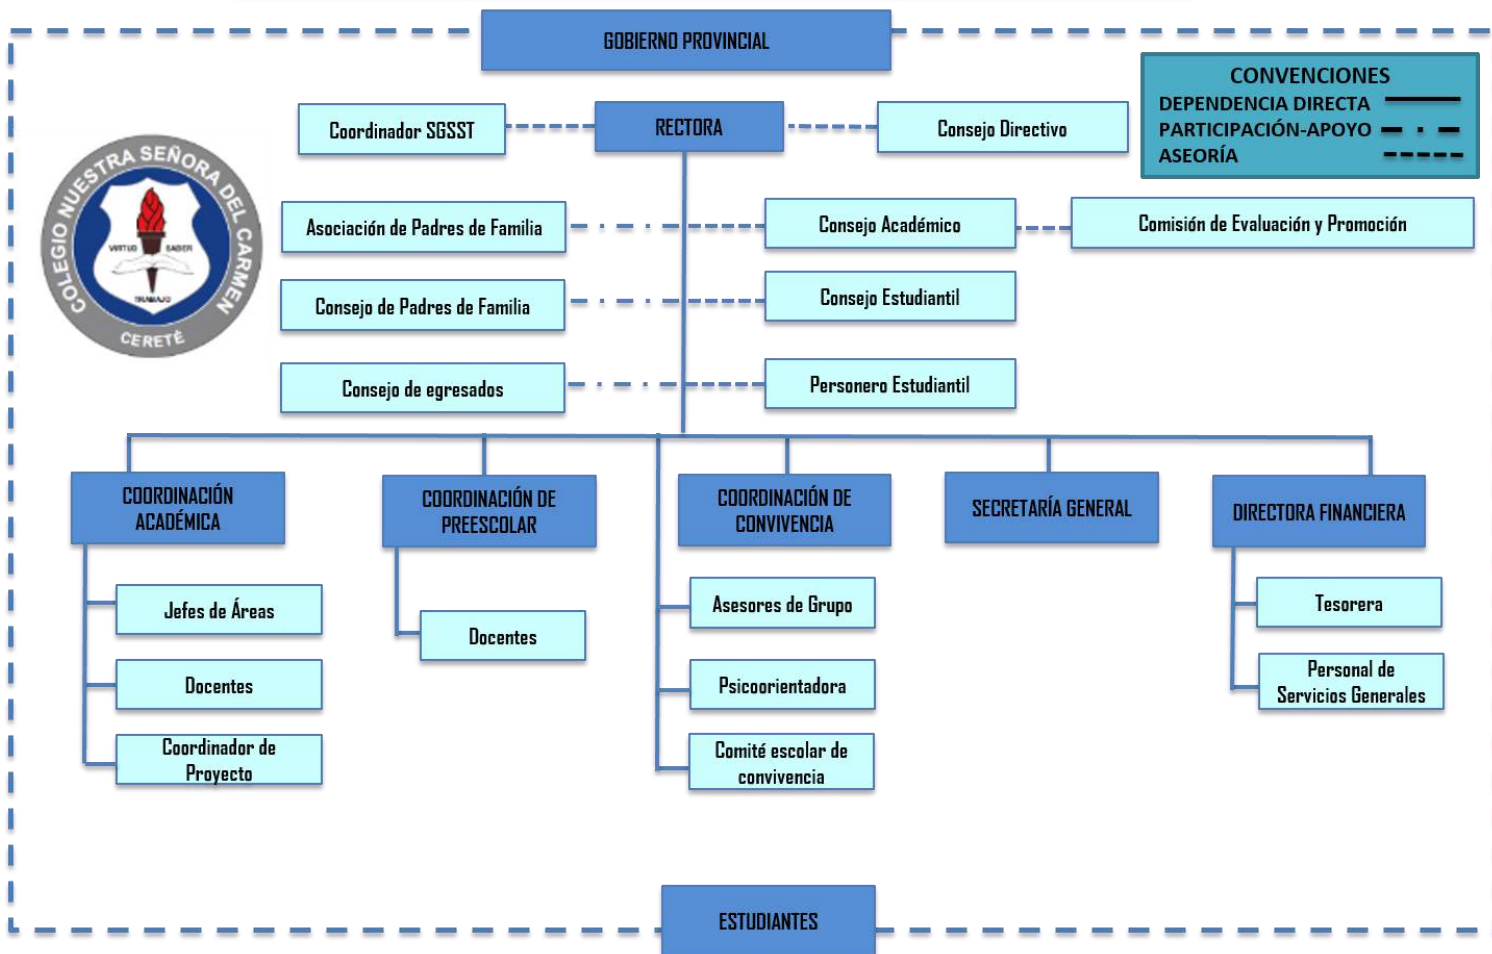 GOBIERNO PROVINCIAL
CONVENCIONES
DEPENDENCIA DIRECTA
PARTICIPACIÓN-APOYO
ASEORÍA
Coordinador SGSST
RECTORA
Consejo Directivo
COLEGIO NUESTRA SEÑORA DEL CARMEN
VIRTUD SABER
TRABAJO
CERETÉ
Asociación de Padres de Familia
Consejo Académico
Comisión de Evaluación y Promoción
Consejo de Padres de Familia
Consejo Estudiantil
Consejo de egresados
Personero Estudiantil
COORDINACIÓN
ACADÉMICA
COORDINACIÓN DE
PREESCOLAR
COORDINACIÓN DE
CONVIVENCIA
SECRETARÍA GENERAL
DIRECTORA FINANCIERA
Jefes de Áreas
Docentes
Coordinador de
Proyecto
Docentes
Asesores de Grupo
Psicoorientadora
Comité escolar de
convivencia
Tesorera
Personal de
Servicios Generales
ESTUDIANTES